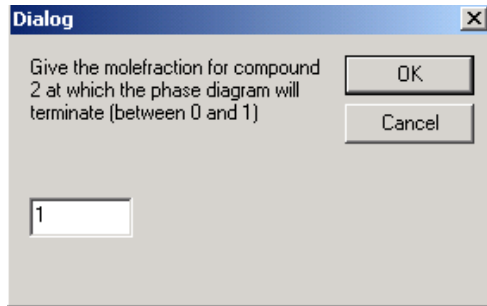 Dialog
Give the molefraction for compound
2 at which the phase diagram will
terminate (between 0 and 1)
OK
Cancel
1